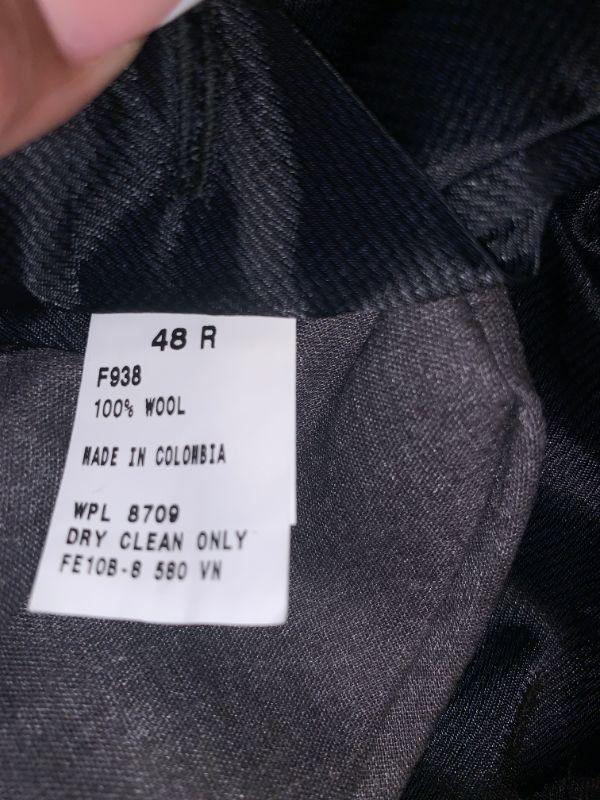 48 R
F938
100% WOOL
MADE IN COLOMBIA
WPL 8709
DRY CLEAN ONLY
FE10B-8 580 VN